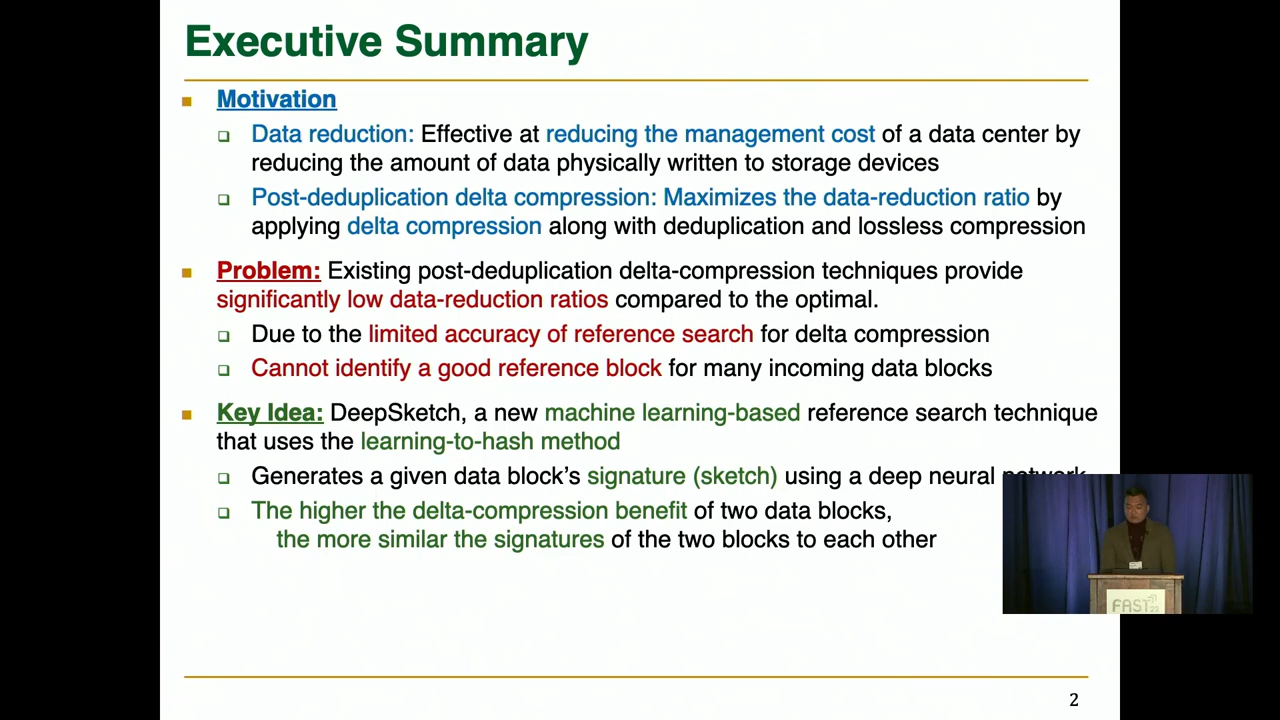 Executive Summary
Motivation
Data reduction: Effective at reducing the management cost of a data center by
reducing the amount of data physically written to storage devices
Post-deduplication delta compression: Maximizes the data-reduction ratio by
applying delta compression along with deduplication and lossless compression
Problem: Existing post-deduplication delta-compression techniques provide
significantly low data-reduction ratios compared to the optimal.
Due to the limited accuracy of reference search for delta compression
Cannot identify a good reference block for many incoming data blocks
Key Idea: DeepSketch, a new machine learning-based reference search technique
that uses the learning-to-hash method
Generates a given data block's signature (sketch) using a deep neural network
The higher the delta-compression benefit of two data blocks,
the more similar the signatures of the two blocks to each other
FAST
2